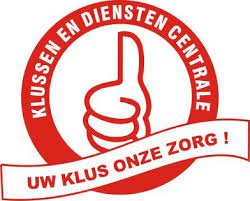 KLUSSEN EN DIENSTEN CENTRALE
UW KLUS ONZE ZORG !